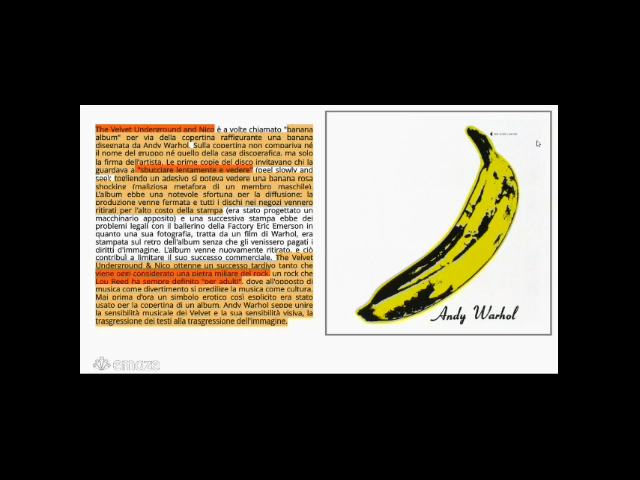 The Velvet Underground and Nico è a volte chiamato "banana
album" per via della copertina raffigurante una banana
disegnata da Andy Warhol. Sulla copertina non compariva né
il nome del gruppo né quello della casa discografica, ma solo
la firma dell'artista. Le prime copie del disco invitavano chi la
guardava a "sbucciare lentamente e vedere" (peel slowly and
see): togliendo un adesivo si poteva vedere una banana rosa
shocking (maliziosa metafora di un membro maschile).
L'album ebbe una notevole sfortuna per la diffusione: la
produzione venne fermata e tutti i dischi nei negozi vennero
ritirati per l'alto costo della stampa (era stato progettato un
macchinario apposito) e una successiva stampa ebbe dei
problemi legali con il ballerino della Factory Eric Emerson in
quanto una sua fotografia, tratta da un film di Warhol, era
stampata sul retro dell'album senza che gli venissero pagati i
diritti d'immagine. L'album venne nuovamente ritirato, e ciò
contribuì a limitare il suo successo commerciale. The Velvet
Underground & Nico ottenne un successo tardivo tanto che
viene oggi considerato una pietra miliare del rock, un rock che
Lou Reed ha sempre definito "per adulti", dove all'opposto di
musica come divertimento si predilige la musica come cultura.
Mai prima d'ora un simbolo erotico così esplicito era stato
usato per la copertina di un album. Andy Warhol seppe unire
la sensibilità musicale dei Velvet e la sua sensibilità visiva, la
trasgressione dei testi alla trasgressione dell'immagine.
Andy Warhol
emaze